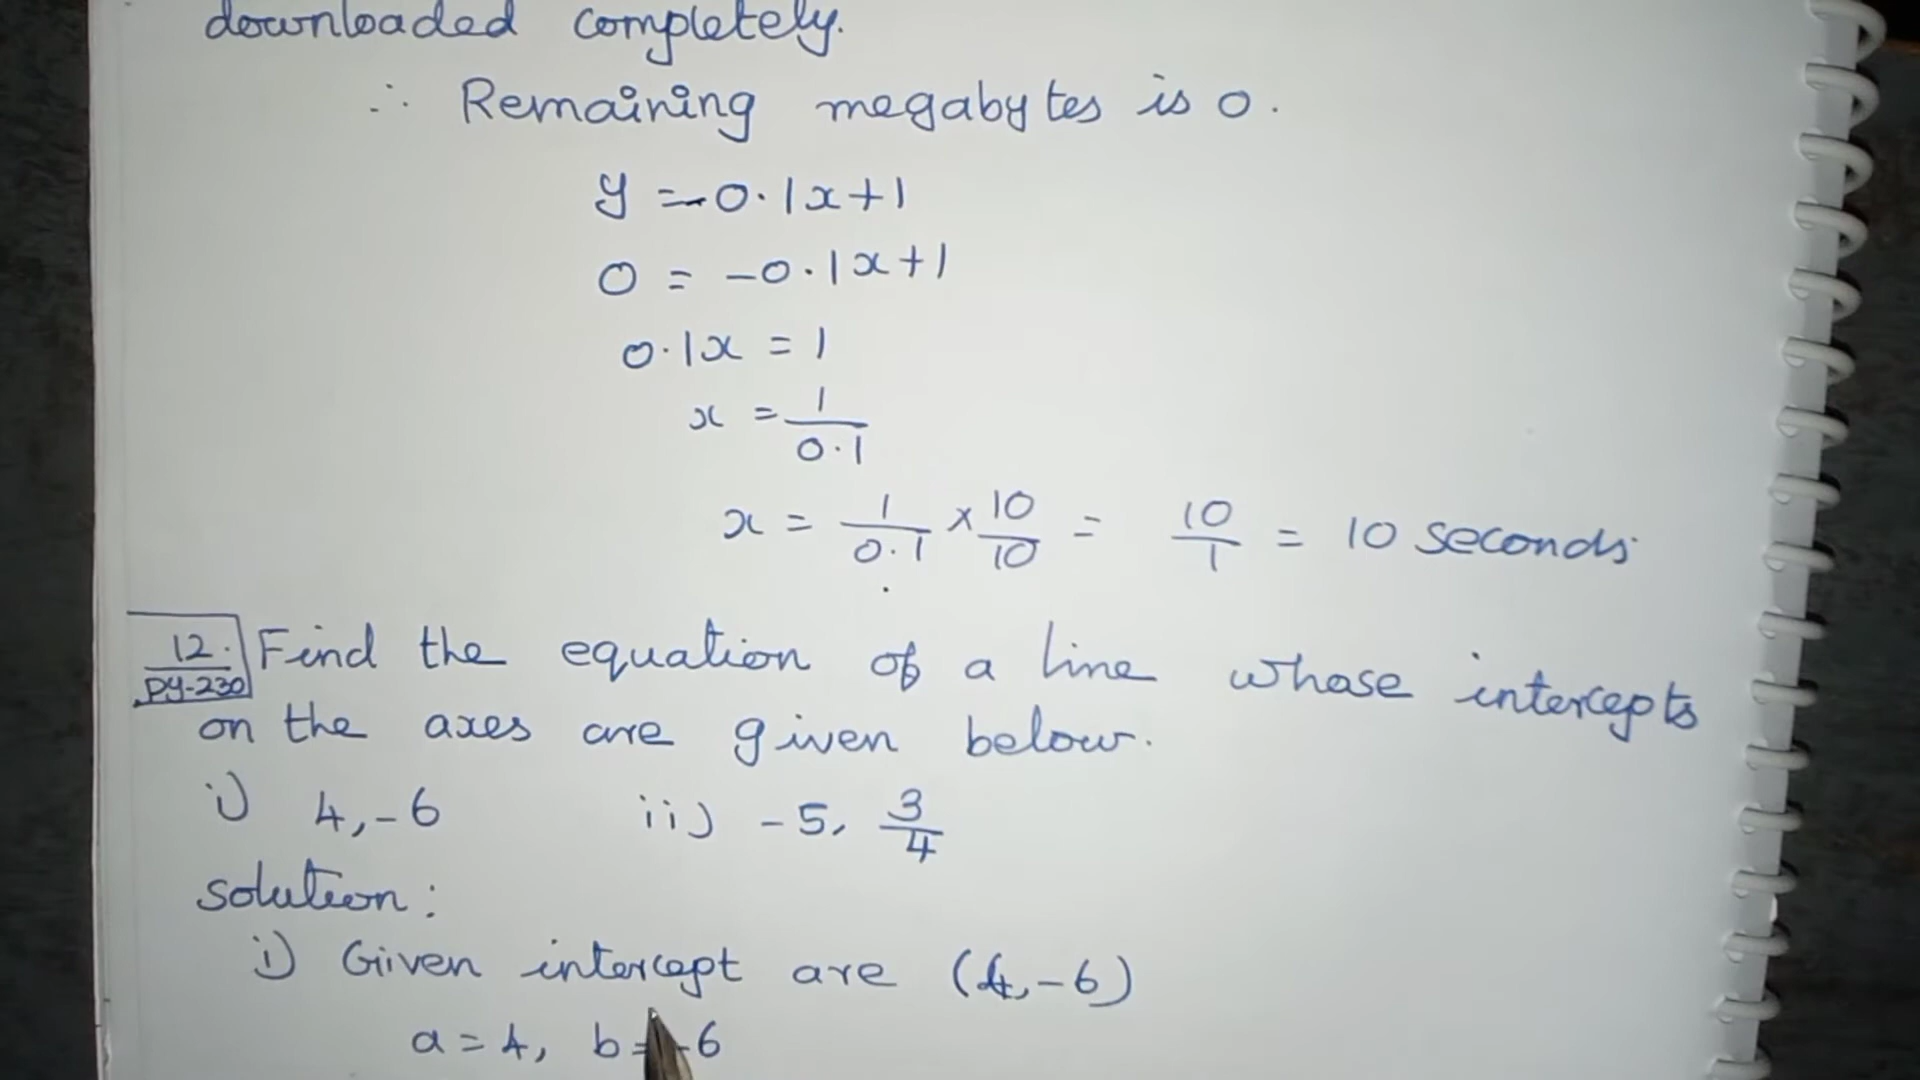 downloaded completely.
∴ Remaining megabytes is 0.
y = -0.1x+1
0 = -0.1x+1
0.1x = 1
x = 1/0.1
x = 1/0.1 × 10/10 = 10/1 = 10 seconds.
12. Find the equation of a line whose intercepts
py-230
on the axes are given below.
i) 4, -6 ii) -5, 3/4
solution:
i) Given intercept are (4, -6)
a = 4, b = -6